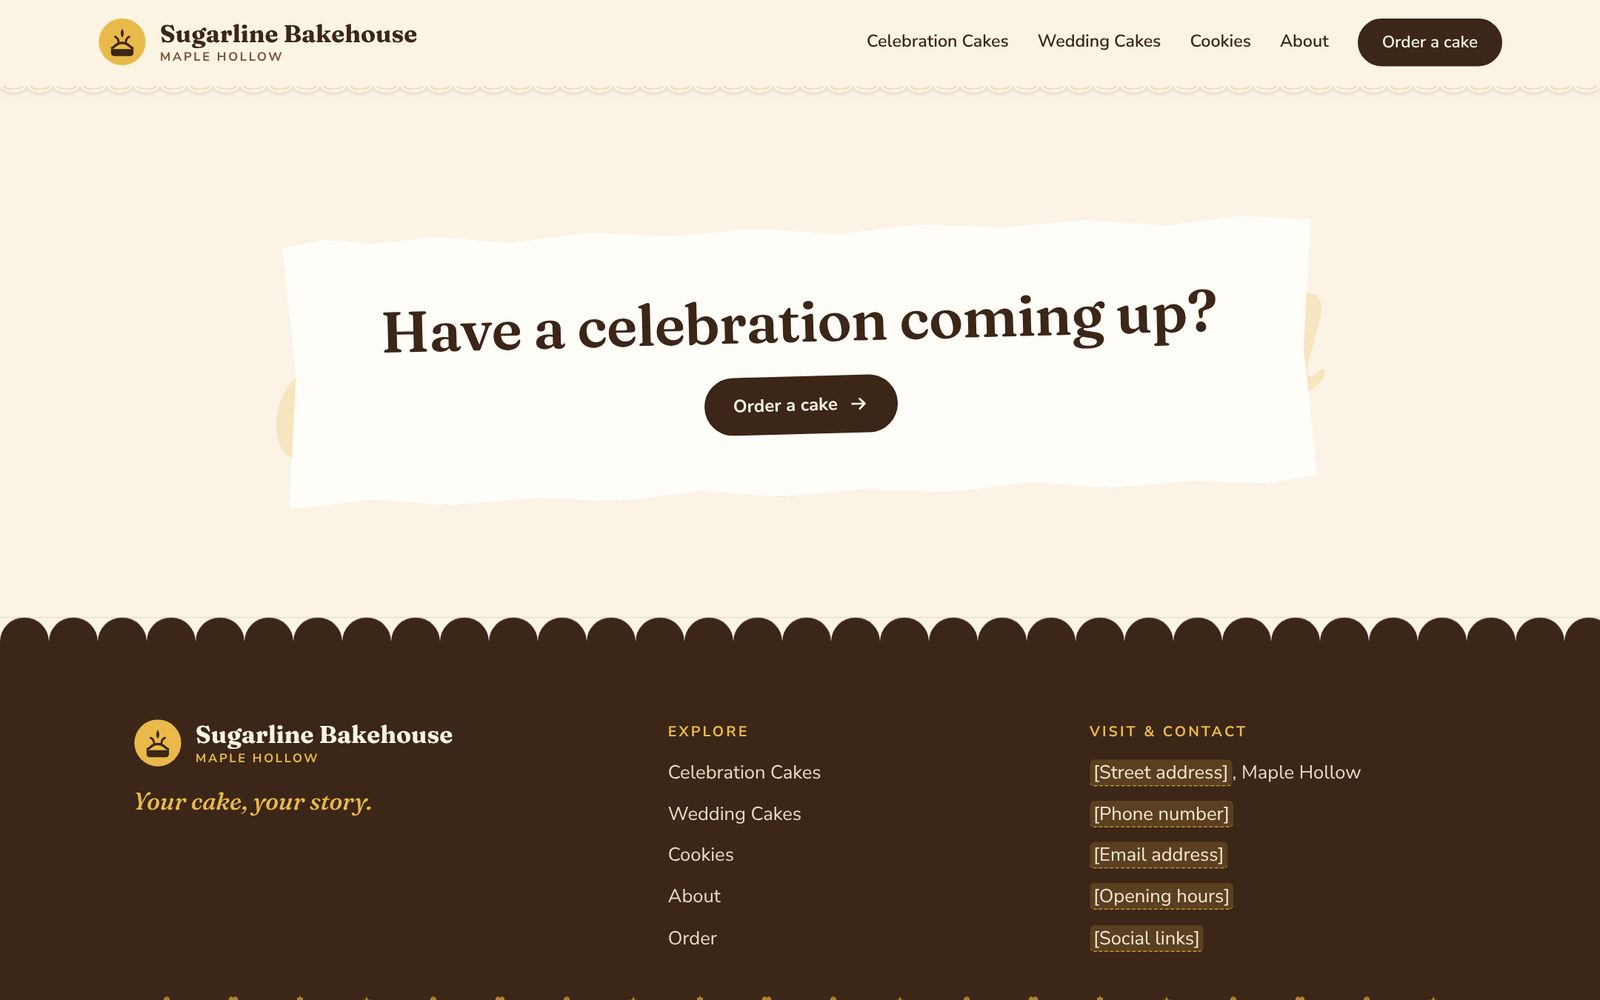 Sugarline Bakehouse
MAPLE HOLLOW
Celebration Cakes
Wedding Cakes
Cookies
About
Order a cake
Have a celebration coming up?
Order a cake →
Sugarline Bakehouse
MAPLE HOLLOW
Your cake, your story.
EXPLORE
Celebration Cakes
Wedding Cakes
Cookies
About
Order
VISIT & CONTACT
[Street address], Maple Hollow
[Phone number]
[Email address]
[Opening hours]
[Social links]